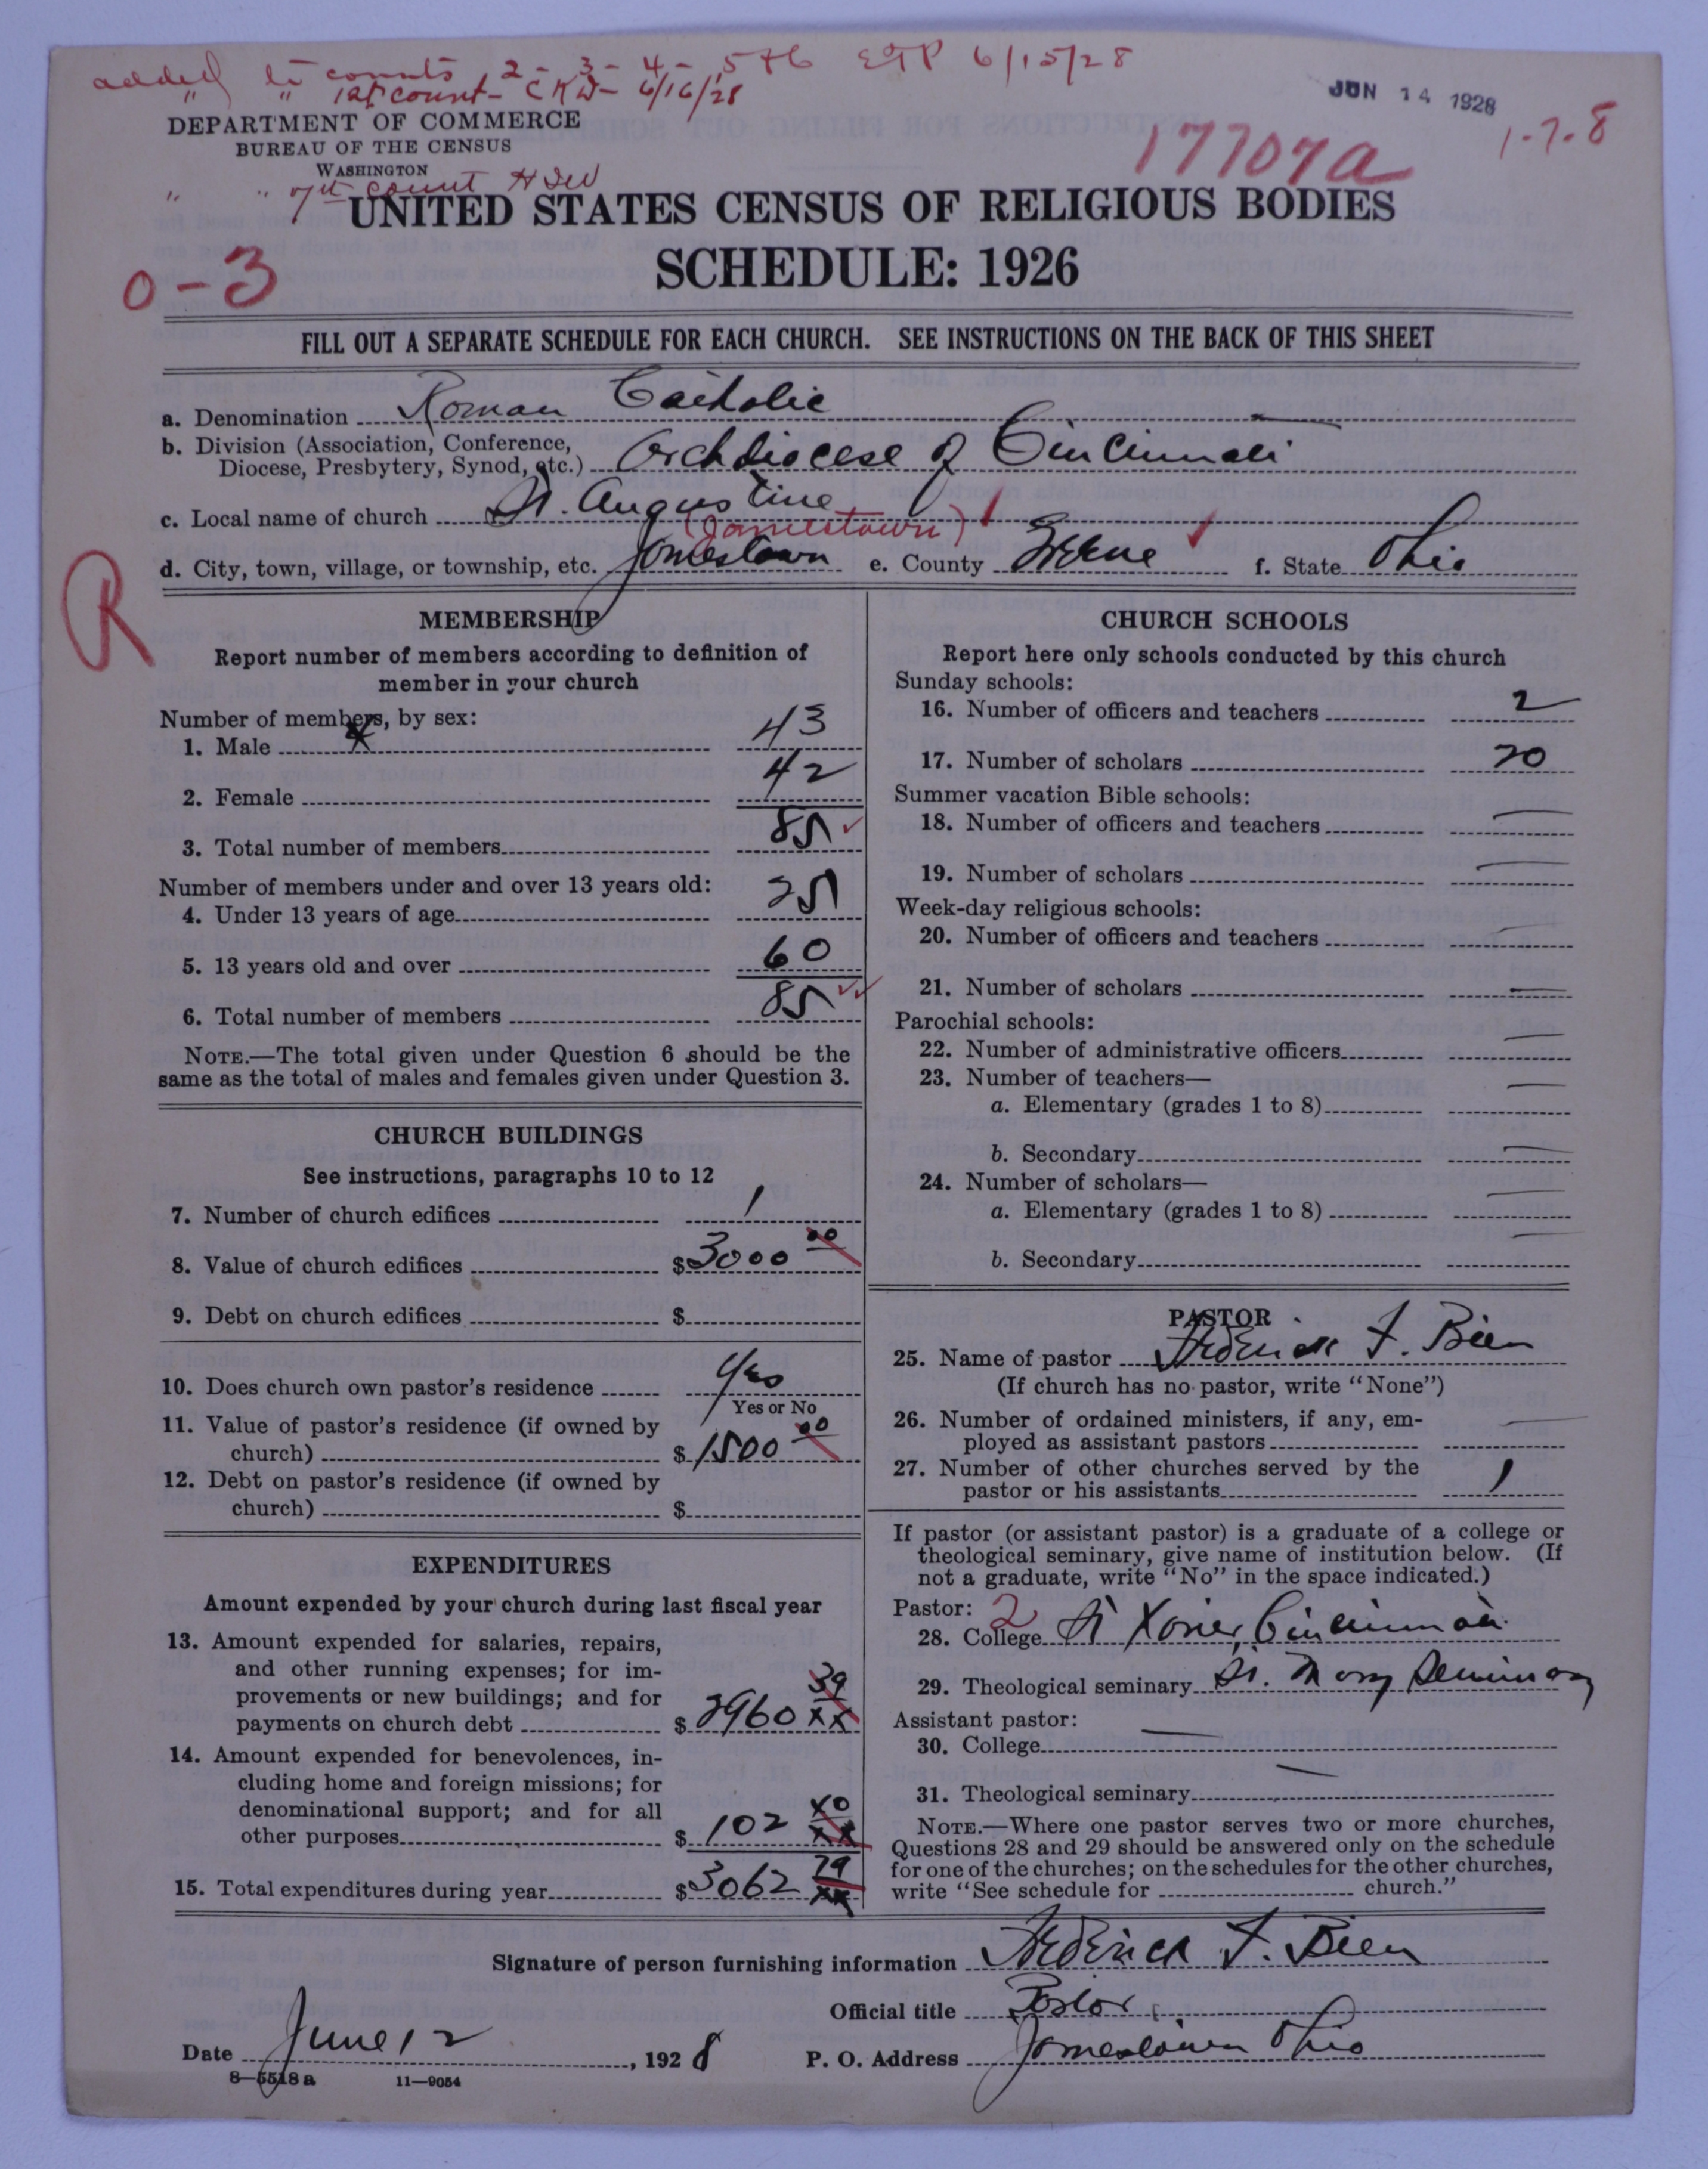 added to counts 2-3-4-5+6 EGP 6/15/28
" " 1st count - CKW - 6/16/28
JUN 14 1928
DEPARTMENT OF COMMERCE
BUREAU OF THE CENSUS
WASHINGTON
17707a
1-7-8
" " 7th count
UNITED STATES CENSUS OF RELIGIOUS BODIES
SCHEDULE: 1926
0-3
FILL OUT A SEPARATE SCHEDULE FOR EACH CHURCH. SEE INSTRUCTIONS ON THE BACK OF THIS SHEET
a. Denomination Roman Catholic
b. Division (Association, Conference,
Diocese, Presbytery, Synod, etc.) Archdiocese of Cincinnati
c. Local name of church St. Augustine
(Jamestown)
d. City, town, village, or township, etc. Jamestown e. County Greene f. State Ohio
R
MEMBERSHIP
Report number of members according to definition of
member in your church
Number of members, by sex:
1. Male 43
2. Female 42
3. Total number of members 85
Number of members under and over 13 years old:
4. Under 13 years of age 25
5. 13 years old and over 60
6. Total number of members 85
NOTE.—The total given under Question 6 should be the
same as the total of males and females given under Question 3.
CHURCH BUILDINGS
See instructions, paragraphs 10 to 12
7. Number of church edifices 1
8. Value of church edifices $3000 00
9. Debt on church edifices $
10. Does church own pastor's residence Yes
Yes or No
11. Value of pastor's residence (if owned by
church) $1500 00
12. Debt on pastor's residence (if owned by
church) $
EXPENDITURES
Amount expended by your church during last fiscal year
13. Amount expended for salaries, repairs,
and other running expenses; for im-
provements or new buildings; and for
payments on church debt $2960 39 xx
14. Amount expended for benevolences, in-
cluding home and foreign missions; for
denominational support; and for all
other purposes $102 40 xx
15. Total expenditures during year $3062 79 xx
CHURCH SCHOOLS
Report here only schools conducted by this church
Sunday schools:
16. Number of officers and teachers 2
17. Number of scholars 20
Summer vacation Bible schools:
18. Number of officers and teachers —
19. Number of scholars —
Week-day religious schools:
20. Number of officers and teachers —
21. Number of scholars —
Parochial schools:
22. Number of administrative officers —
23. Number of teachers—
a. Elementary (grades 1 to 8) —
b. Secondary —
24. Number of scholars—
a. Elementary (grades 1 to 8) —
b. Secondary —
PASTOR
25. Name of pastor Frederick F. Bien
(If church has no pastor, write "None")
26. Number of ordained ministers, if any, em-
ployed as assistant pastors —
27. Number of other churches served by the
pastor or his assistants 1
If pastor (or assistant pastor) is a graduate of a college or
theological seminary, give name of institution below. (If
not a graduate, write "No" in the space indicated.)
Pastor: 2
28. College St Xavier, Cincinnati
29. Theological seminary St. Mary Seminary
Assistant pastor:
30. College —
31. Theological seminary —
NOTE.—Where one pastor serves two or more churches,
Questions 28 and 29 should be answered only on the schedule
for one of the churches; on the schedules for the other churches,
write "See schedule for church."
Signature of person furnishing information Frederick F. Bien
Official title Pastor
Date June 12, 1928 P. O. Address Jamestown Ohio
8—5518 a 11—9054